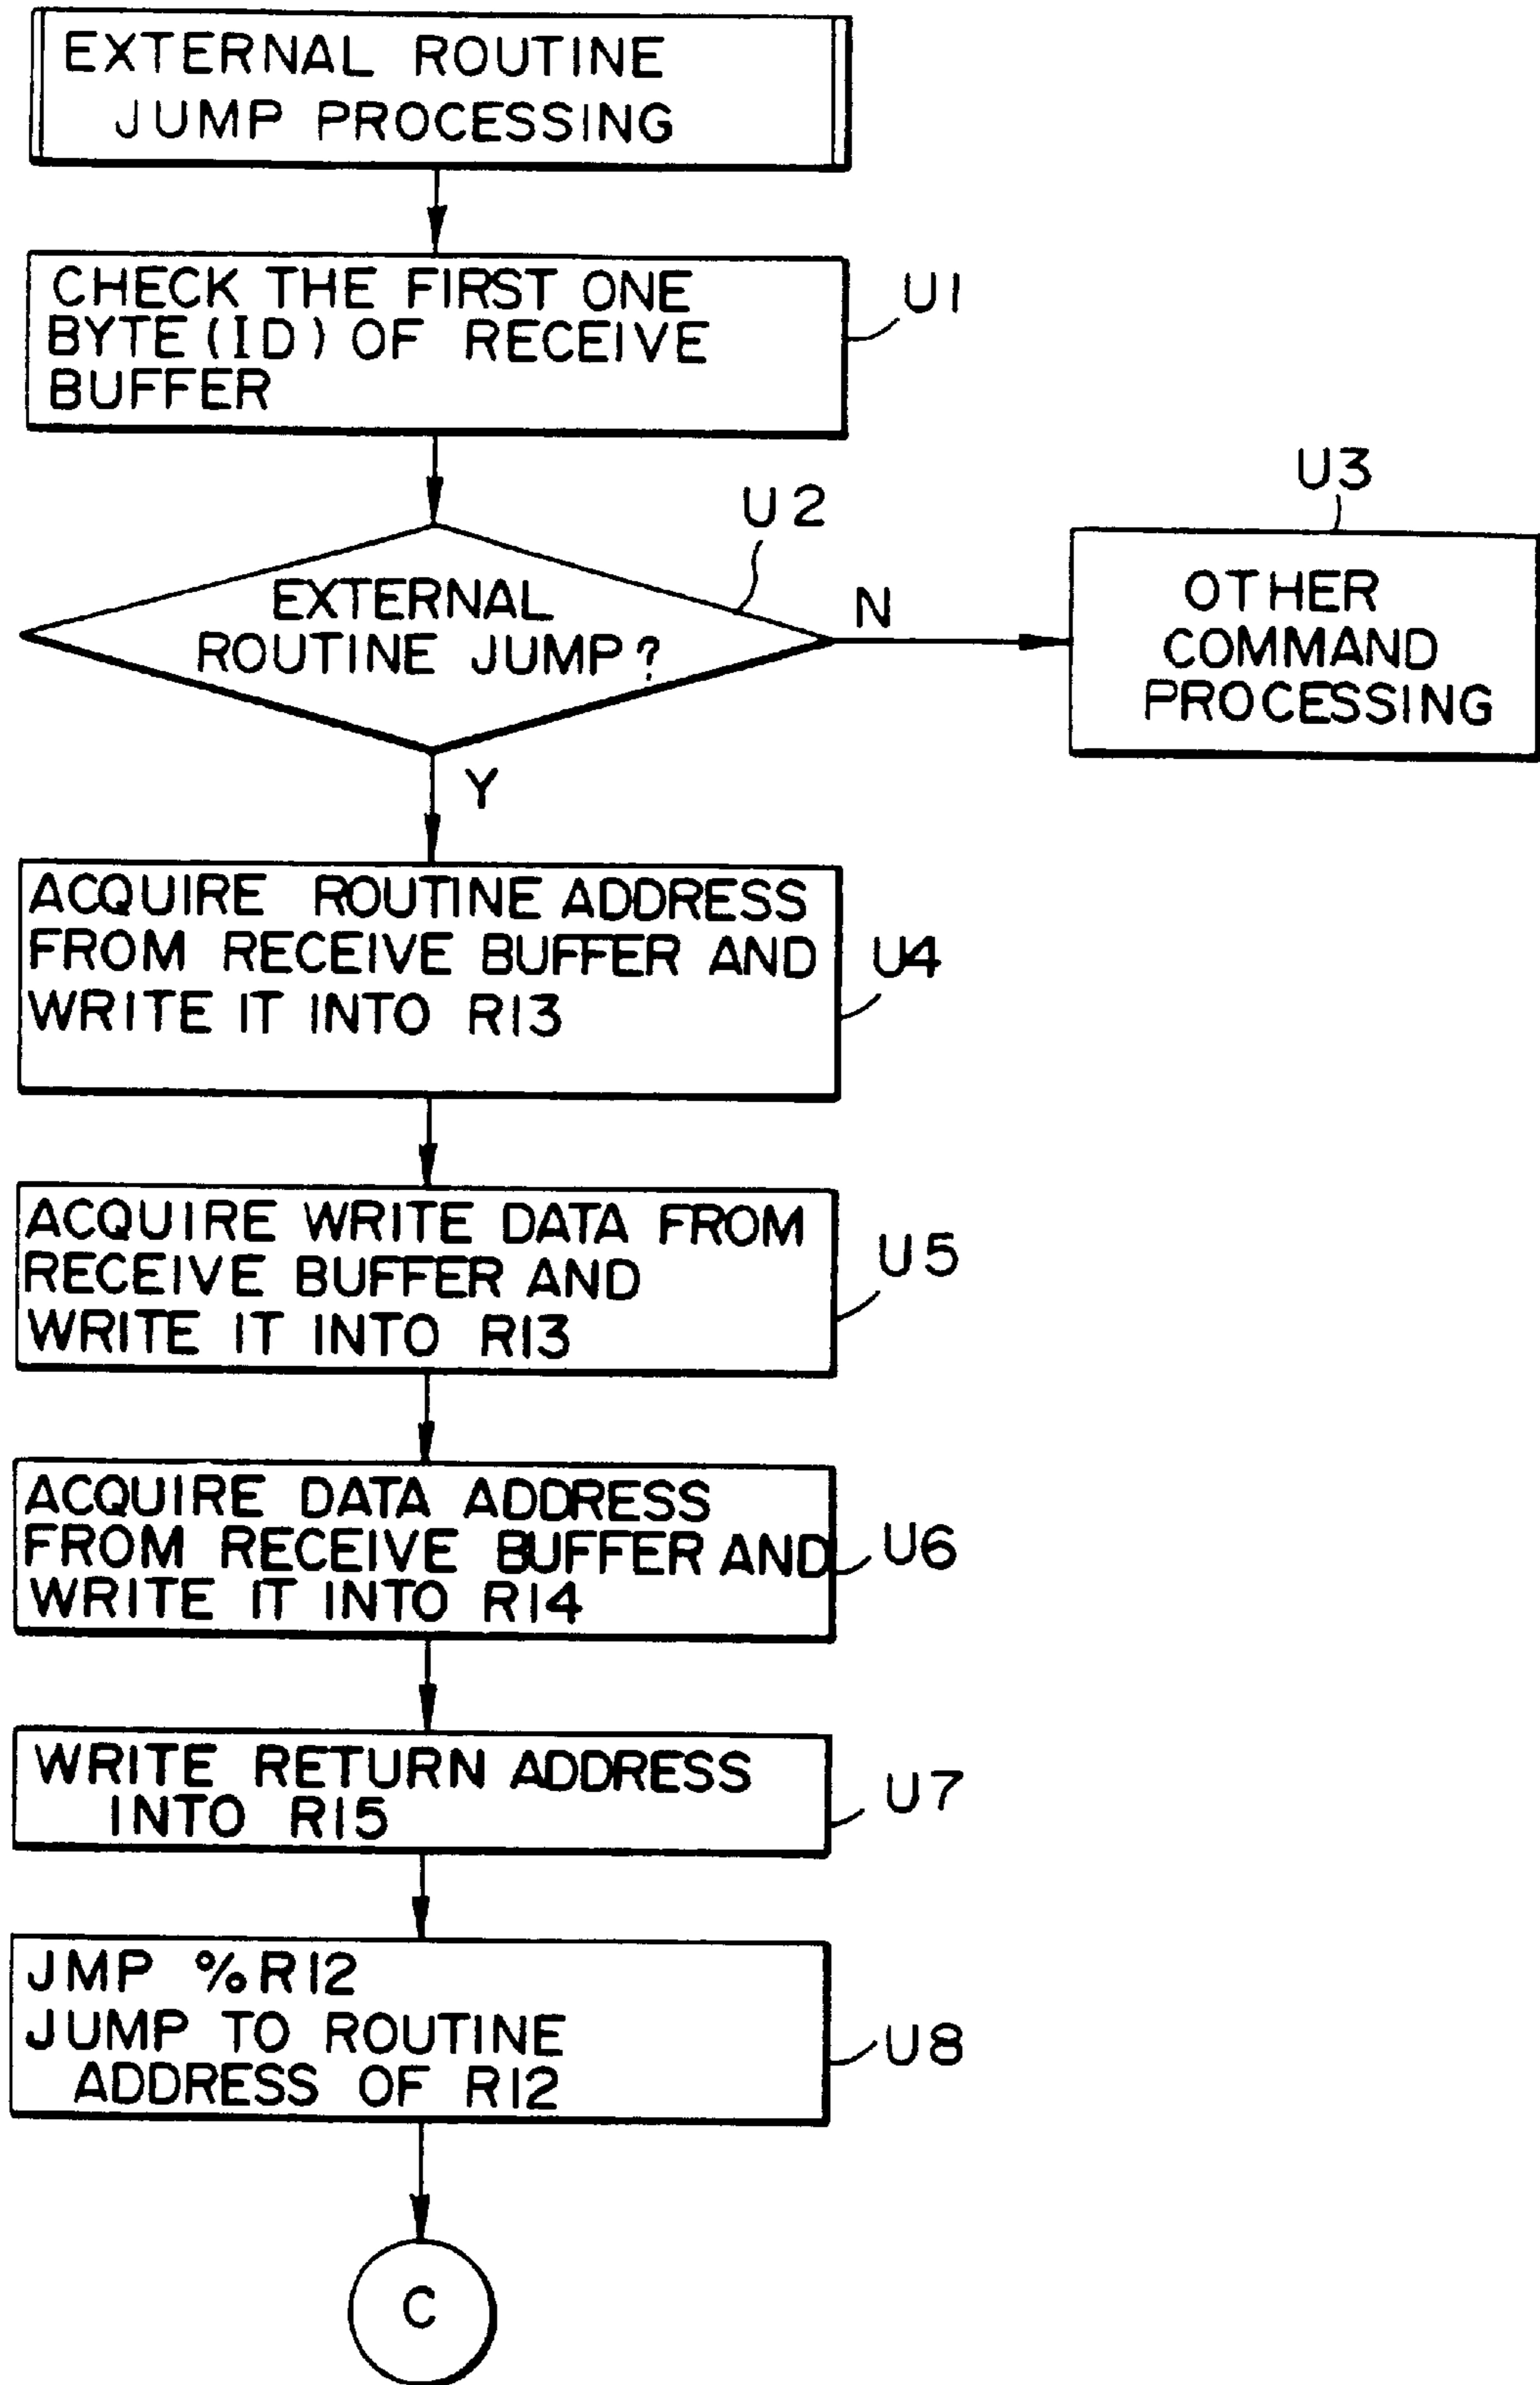 EXTERNAL ROUTINE
JUMP PROCESSING
CHECK THE FIRST ONE
BYTE (ID) OF RECEIVE
BUFFER
U1
EXTERNAL
ROUTINE JUMP?
U2
N
U3
OTHER
COMMAND
PROCESSING
Y
ACQUIRE ROUTINE ADDRESS
FROM RECEIVE BUFFER AND
WRITE IT INTO R13
U4
ACQUIRE WRITE DATA FROM
RECEIVE BUFFER AND
WRITE IT INTO R13
U5
ACQUIRE DATA ADDRESS
FROM RECEIVE BUFFER AND
WRITE IT INTO R14
U6
WRITE RETURN ADDRESS
INTO R15
U7
JMP %R12
JUMP TO ROUTINE
ADDRESS OF R12
U8
C